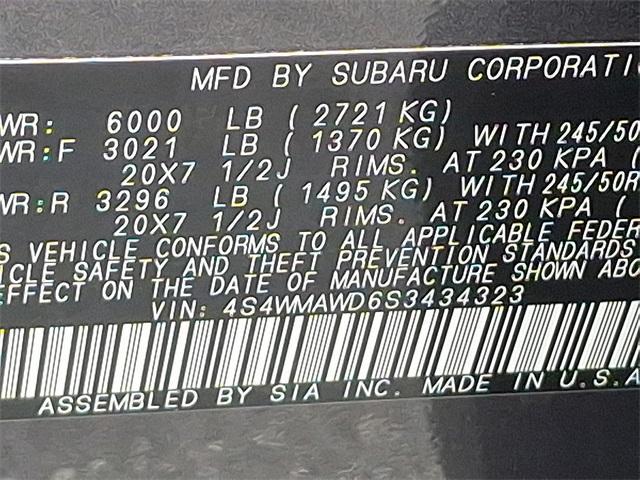 MFD BY SUBARU CORPORATI
WR: 6000 LB ( 2721 KG)
WR:F 3021 LB ( 1370 KG) WITH 245/50
20X7 1/2J RIMS. AT 230 KPA (
WR:R 3296 LB ( 1495 KG) WITH 245/50R
20X7 1/2J RIMS. AT 230 KPA (
S VEHICLE CONFORMS TO ALL APPLICABLE FEDER
ICLE SAFETY AND THEFT PREVENTION STANDARDS
EFFECT ON THE DATE OF MANUFACTURE SHOWN ABO
VIN: 4S4WMAWD6S3434323
ASSEMBLED BY SIA INC. MADE IN U.S.A